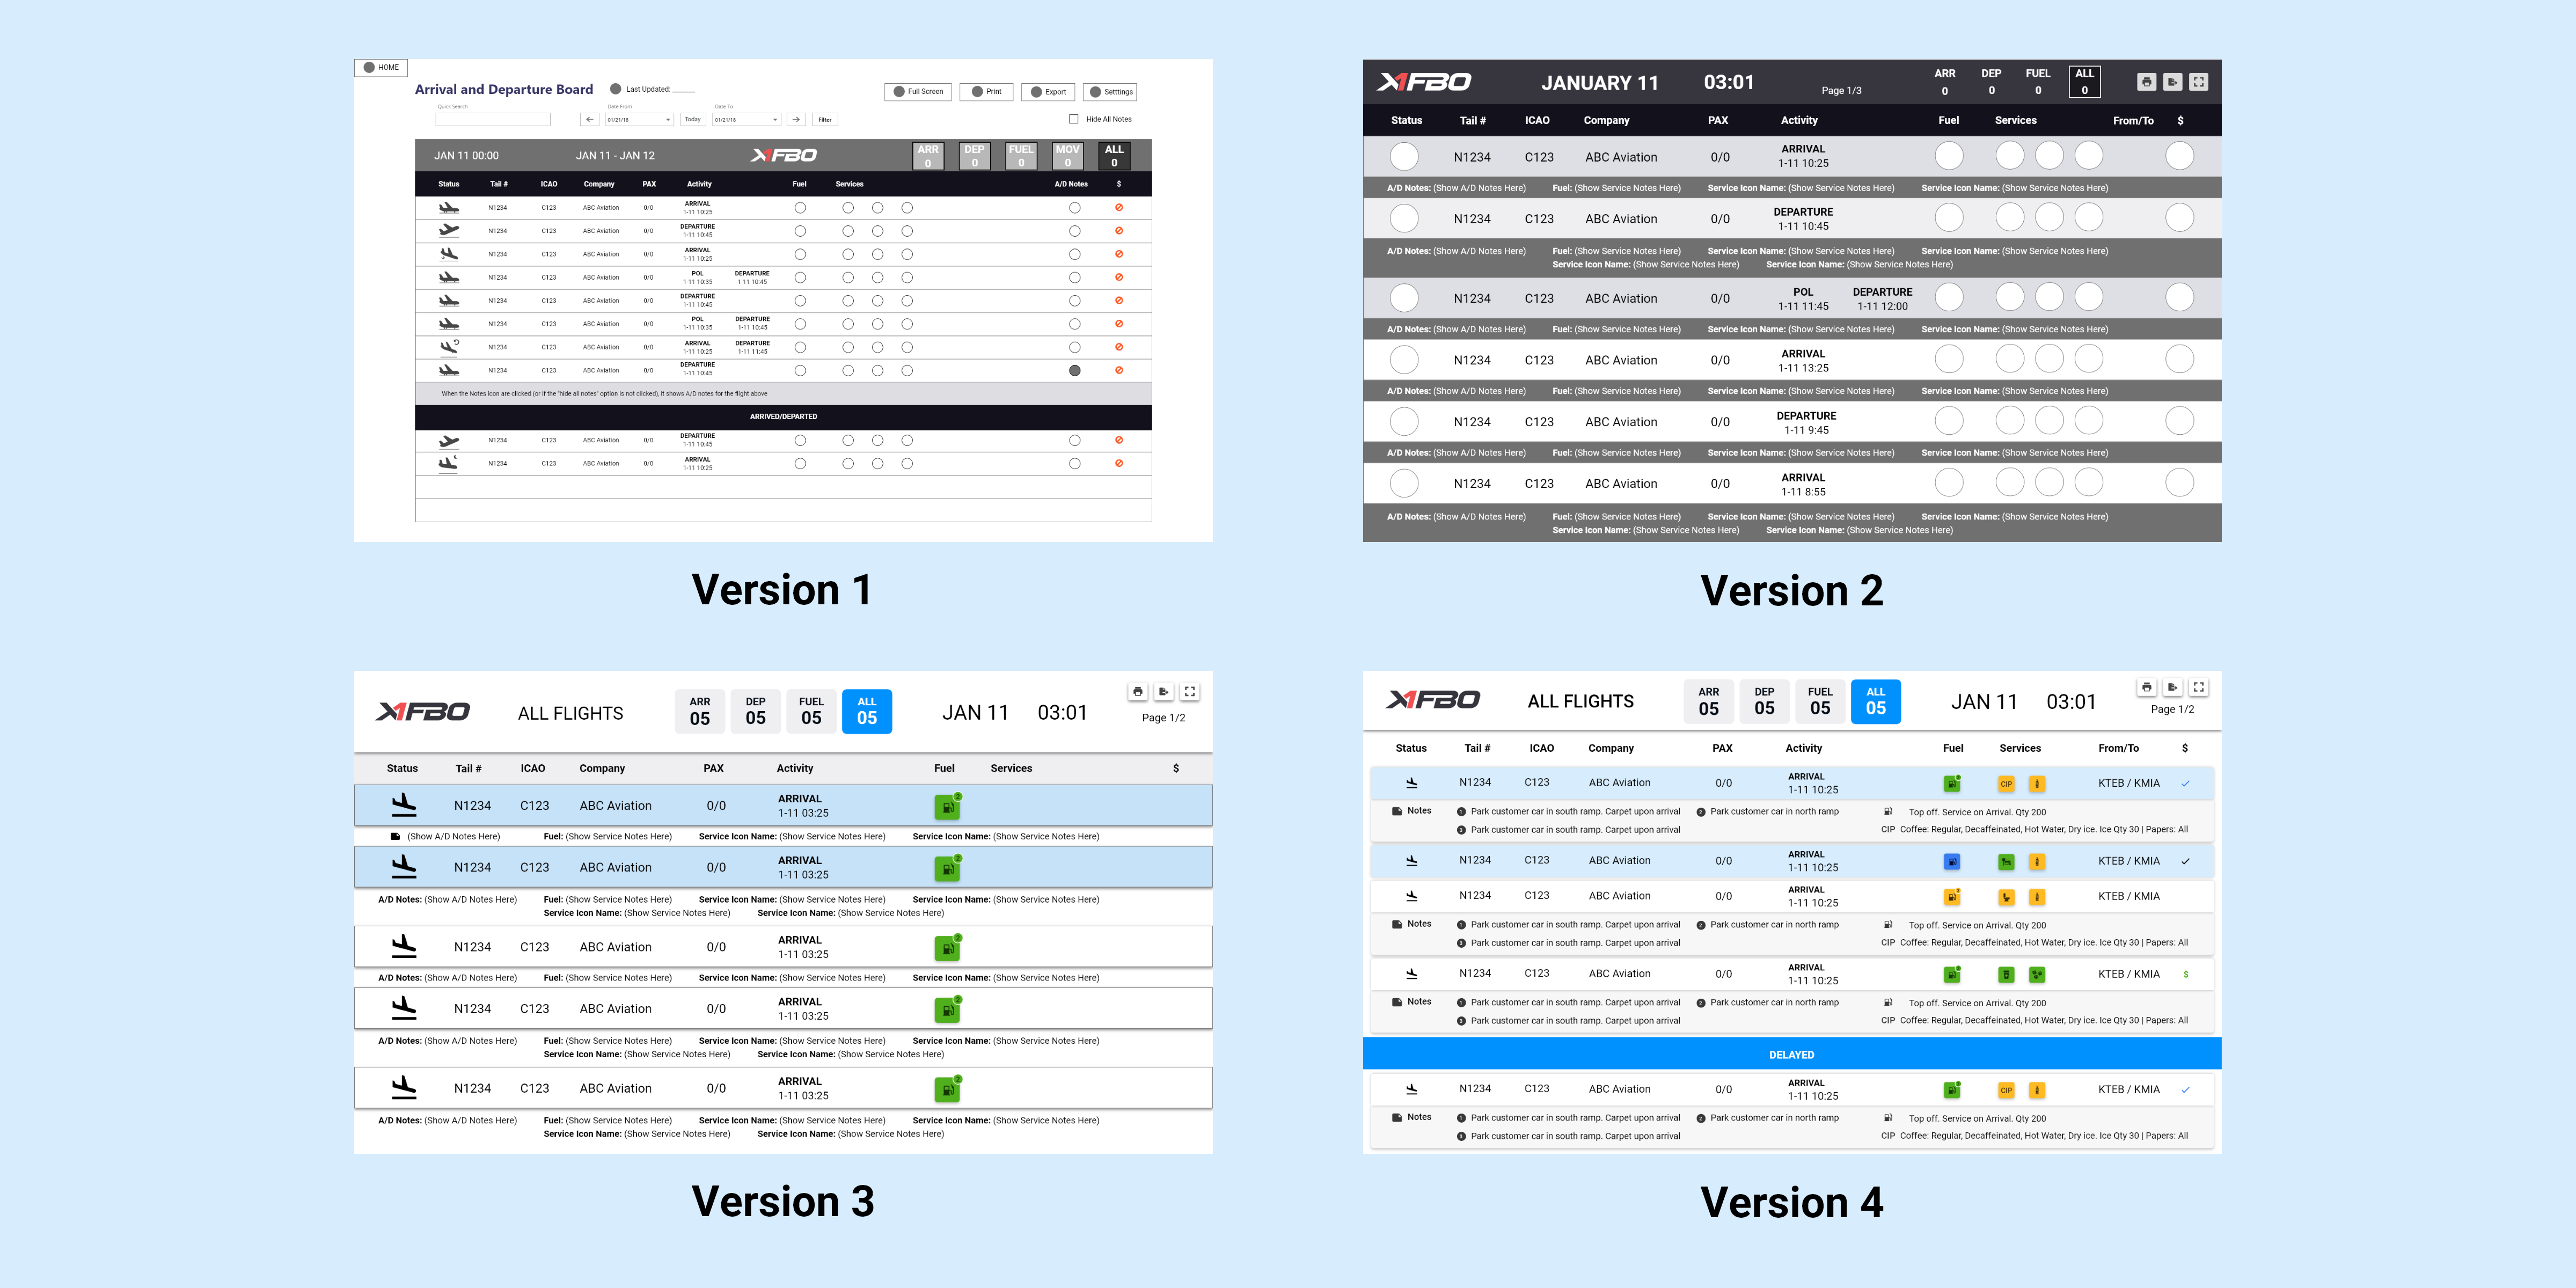 HOME
Arrival and Departure Board Last Updated: ______ Full Screen Print Export Setttings
Quick Search Date From Date To
01/21/18 Today 01/21/18 Filter Hide All Notes
JAN 11 00:00 JAN 11 - JAN 12 X1FBO ARR 0 DEP 0 FUEL 0 MOV 0 ALL 0
Status Tail # ICAO Company PAX Activity Fuel Services A/D Notes $
N1234 C123 ABC Aviation 0/0 ARRIVAL
1-11 10:25
N1234 C123 ABC Aviation 0/0 DEPARTURE
1-11 10:45
N1234 C123 ABC Aviation 0/0 ARRIVAL
1-11 10:25
N1234 C123 ABC Aviation 0/0 POL DEPARTURE
1-11 10:35 1-11 10:45
N1234 C123 ABC Aviation 0/0 DEPARTURE
1-11 10:45
N1234 C123 ABC Aviation 0/0 POL DEPARTURE
1-11 10:35 1-11 10:45
N1234 C123 ABC Aviation 0/0 ARRIVAL DEPARTURE
1-11 10:25 1-11 11:45
N1234 C123 ABC Aviation 0/0 DEPARTURE
1-11 10:45
When the Notes icon are clicked (or if the "hide all notes" option is not clicked), it shows A/D notes for the flight above
ARRIVED/DEPARTED
N1234 C123 ABC Aviation 0/0 DEPARTURE
1-11 10:45
N1234 C123 ABC Aviation 0/0 ARRIVAL
1-11 10:25
Version 1
X1FBO JANUARY 11 03:01 Page 1/3 ARR 0 DEP 0 FUEL 0 ALL 0
Status Tail # ICAO Company PAX Activity Fuel Services From/To $
N1234 C123 ABC Aviation 0/0 ARRIVAL
1-11 10:25
A/D Notes: (Show A/D Notes Here) Fuel: (Show Service Notes Here) Service Icon Name: (Show Service Notes Here) Service Icon Name: (Show Service Notes Here)
N1234 C123 ABC Aviation 0/0 DEPARTURE
1-11 10:45
A/D Notes: (Show A/D Notes Here) Fuel: (Show Service Notes Here) Service Icon Name: (Show Service Notes Here) Service Icon Name: (Show Service Notes Here)
Service Icon Name: (Show Service Notes Here) Service Icon Name: (Show Service Notes Here)
N1234 C123 ABC Aviation 0/0 POL DEPARTURE
1-11 11:45 1-11 12:00
A/D Notes: (Show A/D Notes Here) Fuel: (Show Service Notes Here) Service Icon Name: (Show Service Notes Here) Service Icon Name: (Show Service Notes Here)
N1234 C123 ABC Aviation 0/0 ARRIVAL
1-11 13:25
A/D Notes: (Show A/D Notes Here) Fuel: (Show Service Notes Here) Service Icon Name: (Show Service Notes Here) Service Icon Name: (Show Service Notes Here)
N1234 C123 ABC Aviation 0/0 DEPARTURE
1-11 9:45
A/D Notes: (Show A/D Notes Here) Fuel: (Show Service Notes Here) Service Icon Name: (Show Service Notes Here) Service Icon Name: (Show Service Notes Here)
N1234 C123 ABC Aviation 0/0 ARRIVAL
1-11 8:55
A/D Notes: (Show A/D Notes Here) Fuel: (Show Service Notes Here) Service Icon Name: (Show Service Notes Here) Service Icon Name: (Show Service Notes Here)
Service Icon Name: (Show Service Notes Here) Service Icon Name: (Show Service Notes Here)
Version 2
X1FBO ALL FLIGHTS ARR 05 DEP 05 FUEL 05 ALL 05 JAN 11 03:01 Page 1/2
Status Tail # ICAO Company PAX Activity Fuel Services $
N1234 C123 ABC Aviation 0/0 ARRIVAL 2
1-11 03:25
(Show A/D Notes Here) Fuel: (Show Service Notes Here) Service Icon Name: (Show Service Notes Here) Service Icon Name: (Show Service Notes Here)
N1234 C123 ABC Aviation 0/0 ARRIVAL 2
1-11 03:25
A/D Notes: (Show A/D Notes Here) Fuel: (Show Service Notes Here) Service Icon Name: (Show Service Notes Here) Service Icon Name: (Show Service Notes Here)
Service Icon Name: (Show Service Notes Here) Service Icon Name: (Show Service Notes Here)
N1234 C123 ABC Aviation 0/0 ARRIVAL 2
1-11 03:25
A/D Notes: (Show A/D Notes Here) Fuel: (Show Service Notes Here) Service Icon Name: (Show Service Notes Here) Service Icon Name: (Show Service Notes Here)
N1234 C123 ABC Aviation 0/0 ARRIVAL 2
1-11 03:25
A/D Notes: (Show A/D Notes Here) Fuel: (Show Service Notes Here) Service Icon Name: (Show Service Notes Here) Service Icon Name: (Show Service Notes Here)
Service Icon Name: (Show Service Notes Here) Service Icon Name: (Show Service Notes Here)
N1234 C123 ABC Aviation 0/0 ARRIVAL 2
1-11 03:25
A/D Notes: (Show A/D Notes Here) Fuel: (Show Service Notes Here) Service Icon Name: (Show Service Notes Here) Service Icon Name: (Show Service Notes Here)
Service Icon Name: (Show Service Notes Here) Service Icon Name: (Show Service Notes Here)
Version 3
X1FBO ALL FLIGHTS ARR 05 DEP 05 FUEL 05 ALL 05 JAN 11 03:01 Page 1/2
Status Tail # ICAO Company PAX Activity Fuel Services From/To $
N1234 C123 ABC Aviation 0/0 ARRIVAL CIP KTEB / KMIA
1-11 10:25
Notes 1 Park customer car in south ramp. Carpet upon arrival 2 Park customer car in north ramp Top off. Service on Arrival. Qty 200
3 Park customer car in south ramp. Carpet upon arrival CIP Coffee: Regular, Decaffeinated, Hot Water, Dry ice. Ice Qty 30 | Papers: All
N1234 C123 ABC Aviation 0/0 ARRIVAL KTEB / KMIA
1-11 10:25
N1234 C123 ABC Aviation 0/0 ARRIVAL KTEB / KMIA
1-11 10:25
Notes 1 Park customer car in south ramp. Carpet upon arrival 2 Park customer car in north ramp Top off. Service on Arrival. Qty 200
3 Park customer car in south ramp. Carpet upon arrival CIP Coffee: Regular, Decaffeinated, Hot Water, Dry ice. Ice Qty 30 | Papers: All
N1234 C123 ABC Aviation 0/0 ARRIVAL KTEB / KMIA $
1-11 10:25
Notes 1 Park customer car in south ramp. Carpet upon arrival 2 Park customer car in north ramp Top off. Service on Arrival. Qty 200
3 Park customer car in south ramp. Carpet upon arrival CIP Coffee: Regular, Decaffeinated, Hot Water, Dry ice. Ice Qty 30 | Papers: All
DELAYED
N1234 C123 ABC Aviation 0/0 ARRIVAL CIP KTEB / KMIA
1-11 10:25
Notes 1 Park customer car in south ramp. Carpet upon arrival 2 Park customer car in north ramp Top off. Service on Arrival. Qty 200
3 Park customer car in south ramp. Carpet upon arrival CIP Coffee: Regular, Decaffeinated, Hot Water, Dry ice. Ice Qty 30 | Papers: All
Version 4